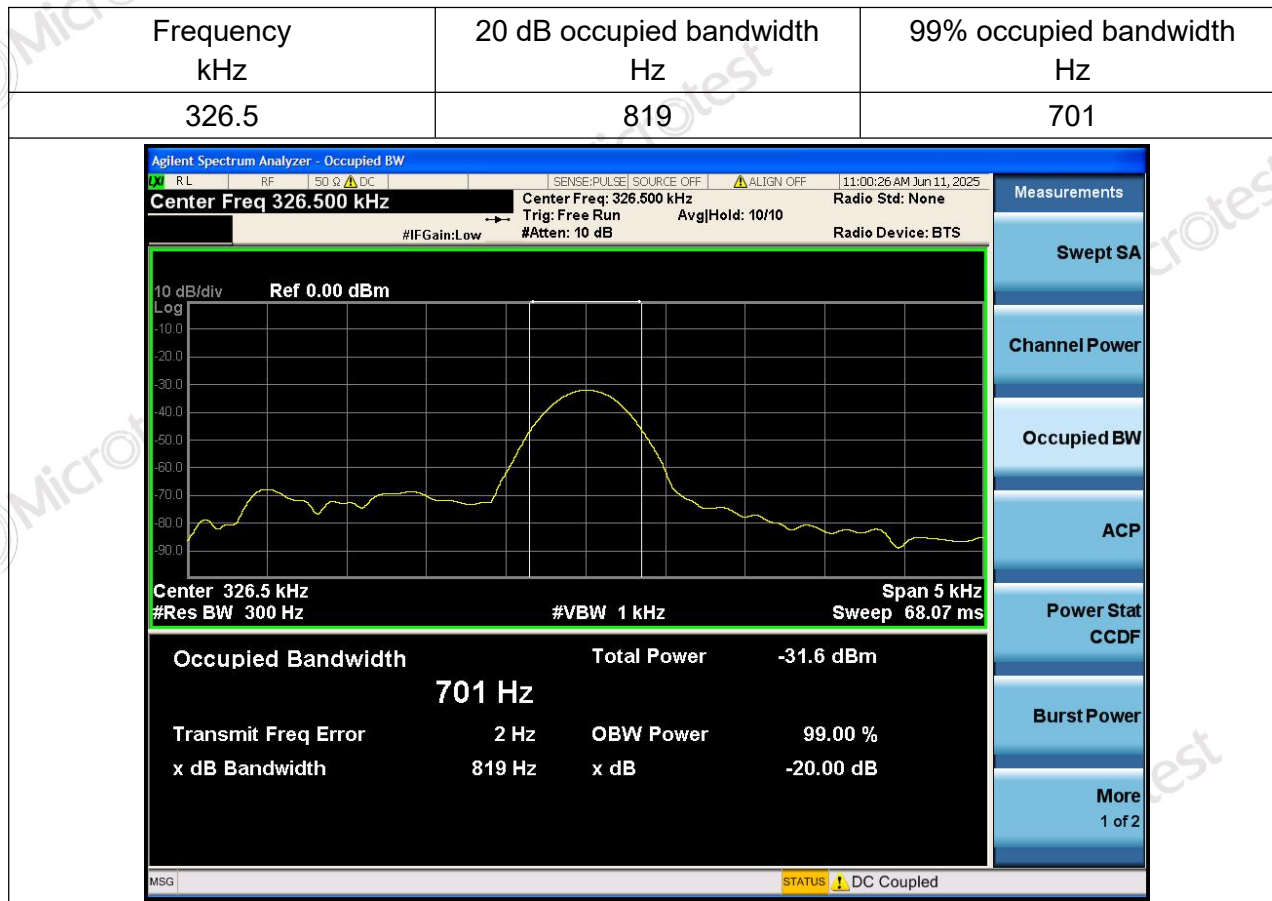 Frequency
kHz
20 dB occupied bandwidth
Hz
99% occupied bandwidth
Hz
326.5
819
701
Agilent Spectrum Analyzer - Occupied BW
LXI RL RF 50 Ω DC SENSE:PULSE SOURCE OFF ALIGN OFF 11:00:26 AM Jun 11, 2025
Center Freq 326.500 kHz
Center Freq: 326.500 kHz
Radio Std: None
Trig: Free Run Avg|Hold: 10/10
#IFGain:Low #Atten: 10 dB Radio Device: BTS
10 dB/div Ref 0.00 dBm
Log
-10.0
-20.0
-30.0
-40.0
-50.0
-60.0
-70.0
-80.0
-90.0
Center 326.5 kHz Span 5 kHz
#Res BW 300 Hz #VBW 1 kHz Sweep 68.07 ms
Occupied Bandwidth Total Power -31.6 dBm
701 Hz
Transmit Freq Error 2 Hz OBW Power 99.00 %
x dB Bandwidth 819 Hz x dB -20.00 dB
Measurements
Swept SA
Channel Power
Occupied BW
ACP
Power Stat
CCDF
Burst Power
More
1 of 2
MSG STATUS DC Coupled
Microtest